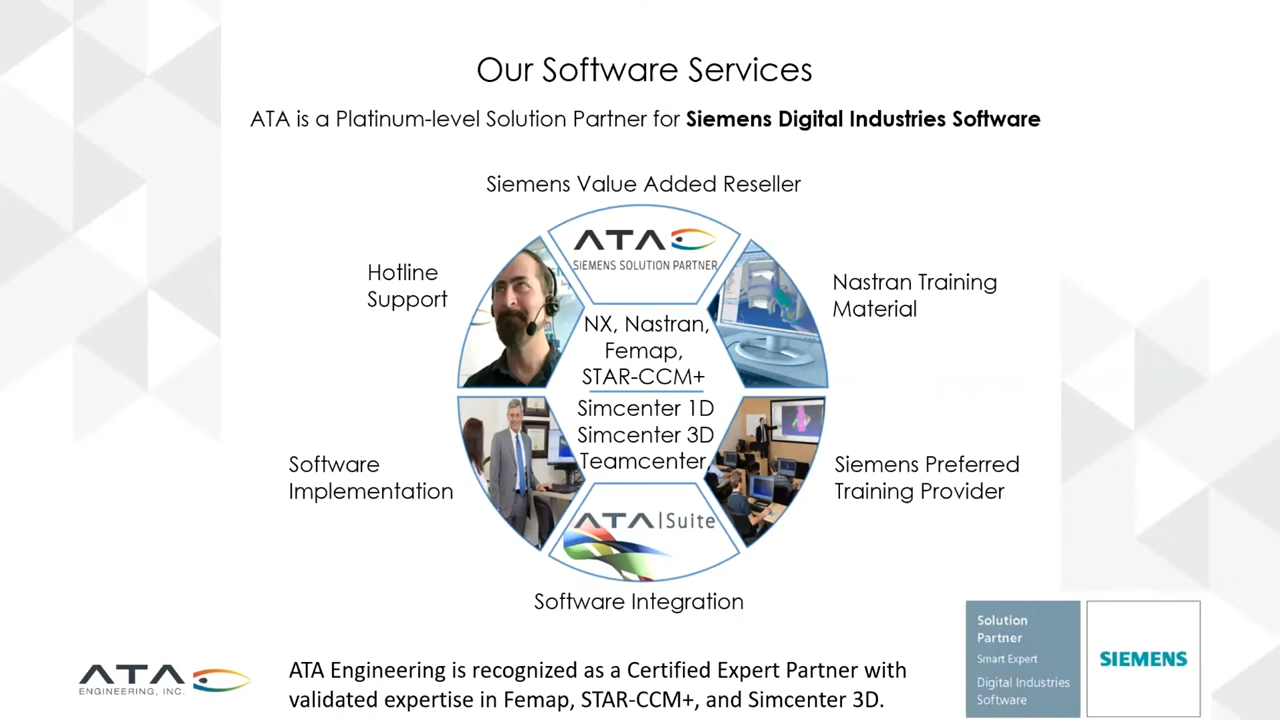 Our Software Services
ATA is a Platinum-level Solution Partner for Siemens Digital Industries Software
Siemens Value Added Reseller
ATA
SIEMENS SOLUTION PARTNER
Hotline
Support
Nastran Training
Material
NX, Nastran,
Femap,
STAR-CCM+
Simcenter 1D
Simcenter 3D
Teamcenter
Software
Implementation
Siemens Preferred
Training Provider
ATA|Suite
Software Integration
ATA
ENGINEERING, INC.
ATA Engineering is recognized as a Certified Expert Partner with
validated expertise in Femap, STAR-CCM+, and Simcenter 3D.
Solution
Partner
Smart Expert
Digital Industries
Software
SIEMENS